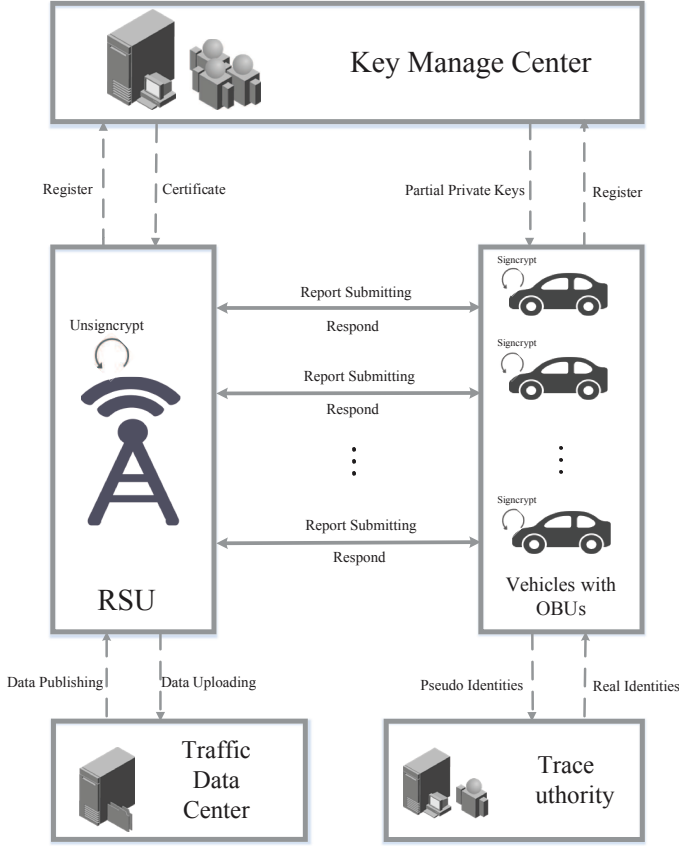 Key Manage Center
Register
Certificate
Partial Private Keys
Register
Unsigncrypt
RSU
Report Submitting
Respond
Report Submitting
Respond
Report Submitting
Respond
Signcrypt
Signcrypt
Signcrypt
Vehicles with
OBUs
Data Publishing
Data Uploading
Pseudo Identities
Real Identities
Traffic
Data
Center
Trace
uthority